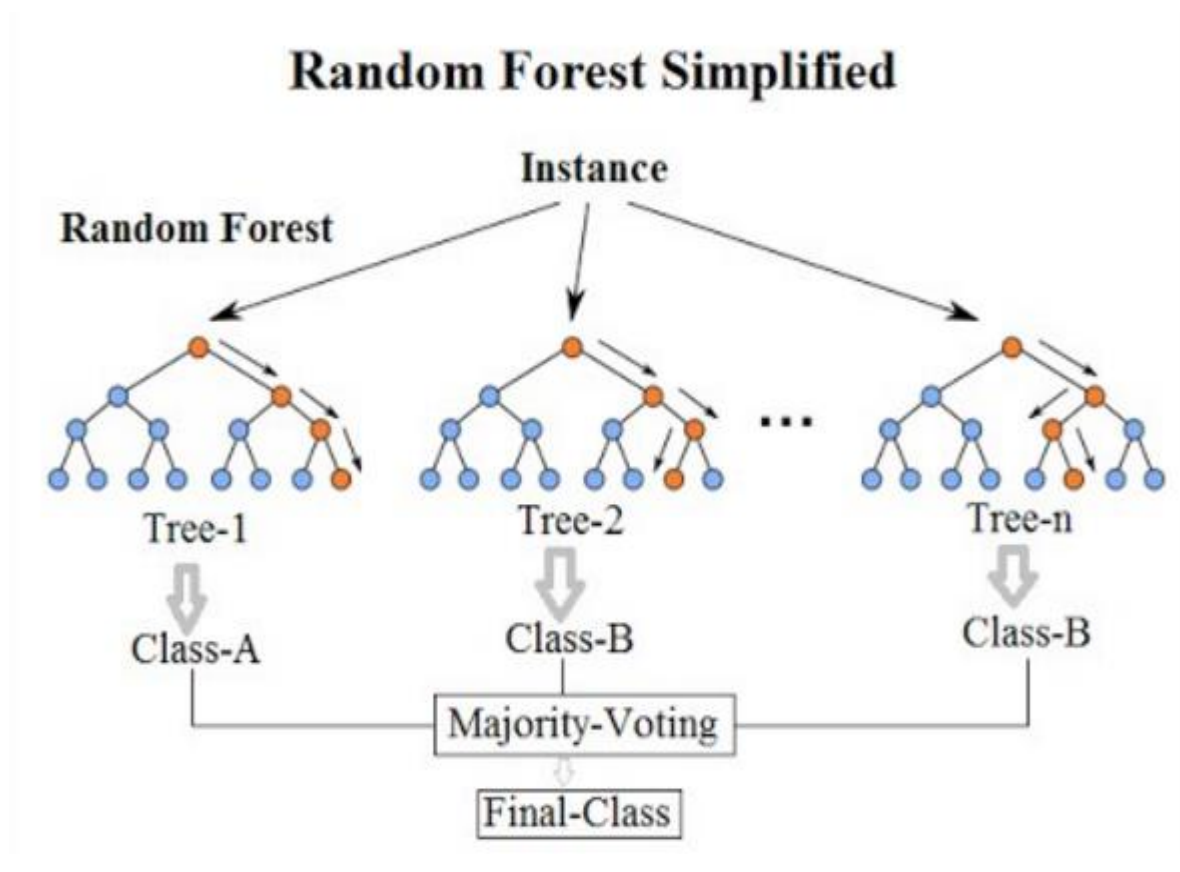 Random Forest Simplified
Instance
Random Forest
...
Tree-1
Tree-2
Tree-n
Class-A
Class-B
Class-B
Majority-Voting
Final-Class